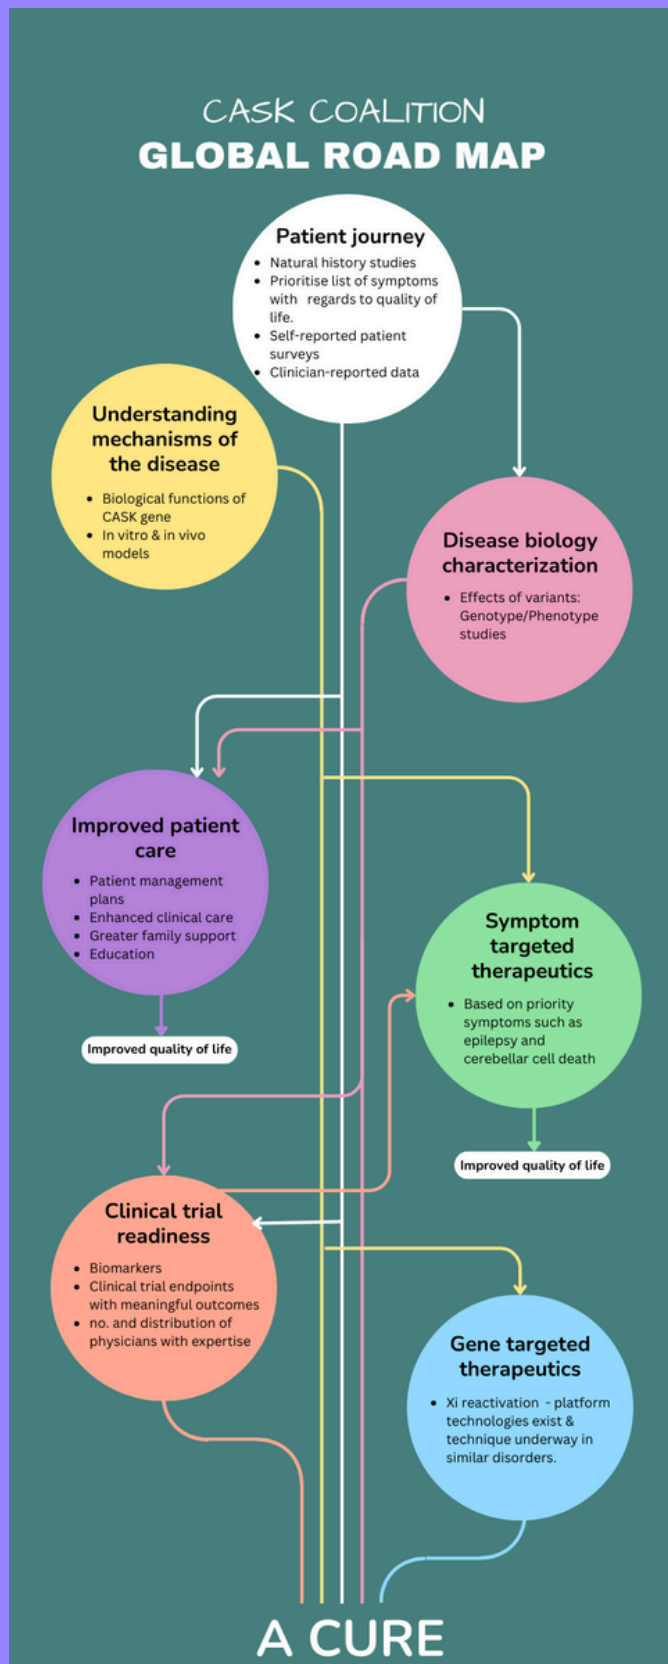 CASK COALITION
GLOBAL ROAD MAP
Patient journey
• Natural history studies
• Prioritise list of symptoms
with regards to quality of
life.
• Self-reported patient
surveys
• Clinician-reported data
Understanding
mechanisms of
the disease
• Biological functions of
CASK gene
• In vitro & in vivo
models
Disease biology
characterization
• Effects of variants:
Genotype/Phenotype
studies
Improved patient
care
• Patient management
plans
• Enhanced clinical care
• Greater family support
• Education
Improved quality of life
Symptom
targeted
therapeutics
• Based on priority
symptoms such as
epilepsy and
cerebellar cell death
Improved quality of life
Clinical trial
readiness
• Biomarkers
• Clinical trial endpoints
with meaningful outcomes
• no. and distribution of
physicians with expertise
Gene targeted
therapeutics
• Xi reactivation - platform
technologies exist &
technique underway in
similar disorders.
A CURE